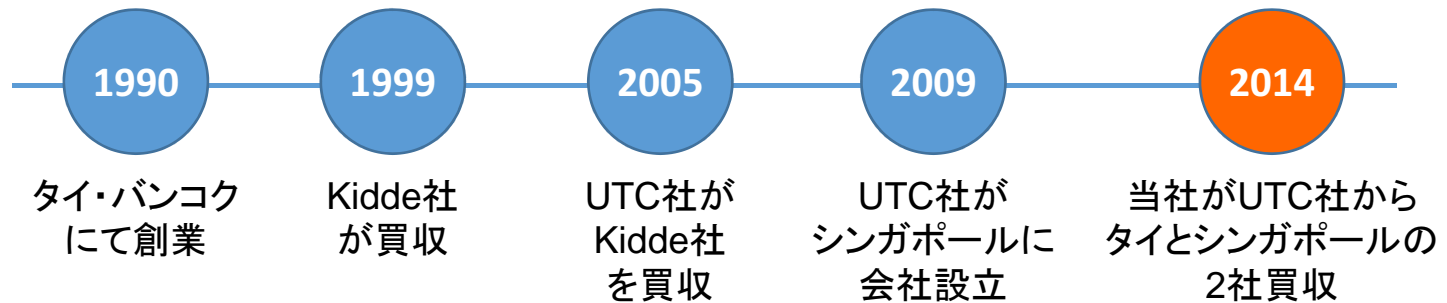 1990
タイ・バンコク
にて創業
1999
Kidde社
が買収
2005
UTC社が
Kidde社
を買収
2009
UTC社が
シンガポールに
会社設立
2014
当社がUTC社から
タイとシンガポールの
2社買収